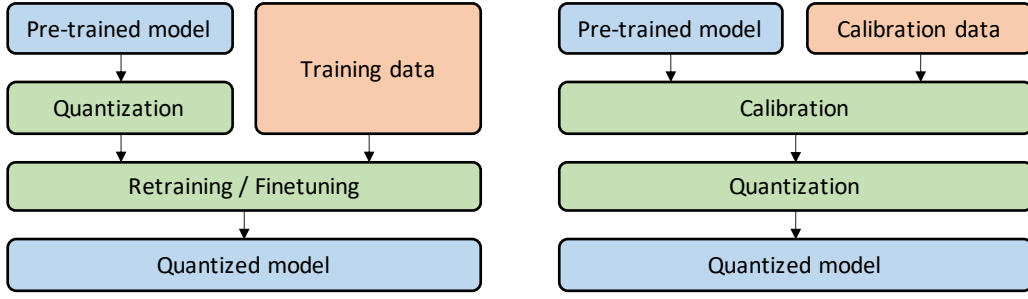 Pre-trained model
Training data
Quantization
Retraining / Finetuning
Quantized model
Pre-trained model
Calibration data
Calibration
Quantization
Quantized model